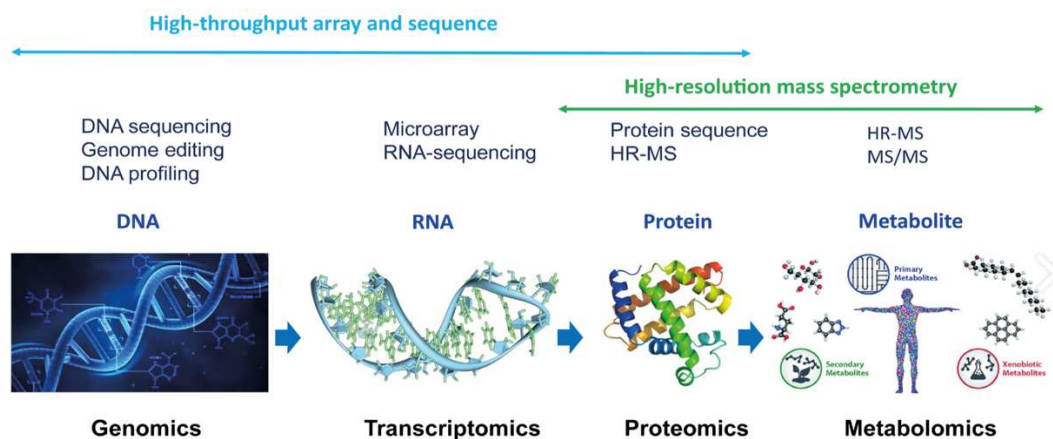 High-throughput array and sequence
High-resolution mass spectrometry
DNA sequencing
Genome editing
DNA profiling
Microarray
RNA-sequencing
Protein sequence
HR-MS
HR-MS
MS/MS
DNA
RNA
Protein
Metabolite
Primary
Metabolites
Secondary
Metabolites
Xenobiotic
Metabolites
Genomics
Transcriptomics
Proteomics
Metabolomics